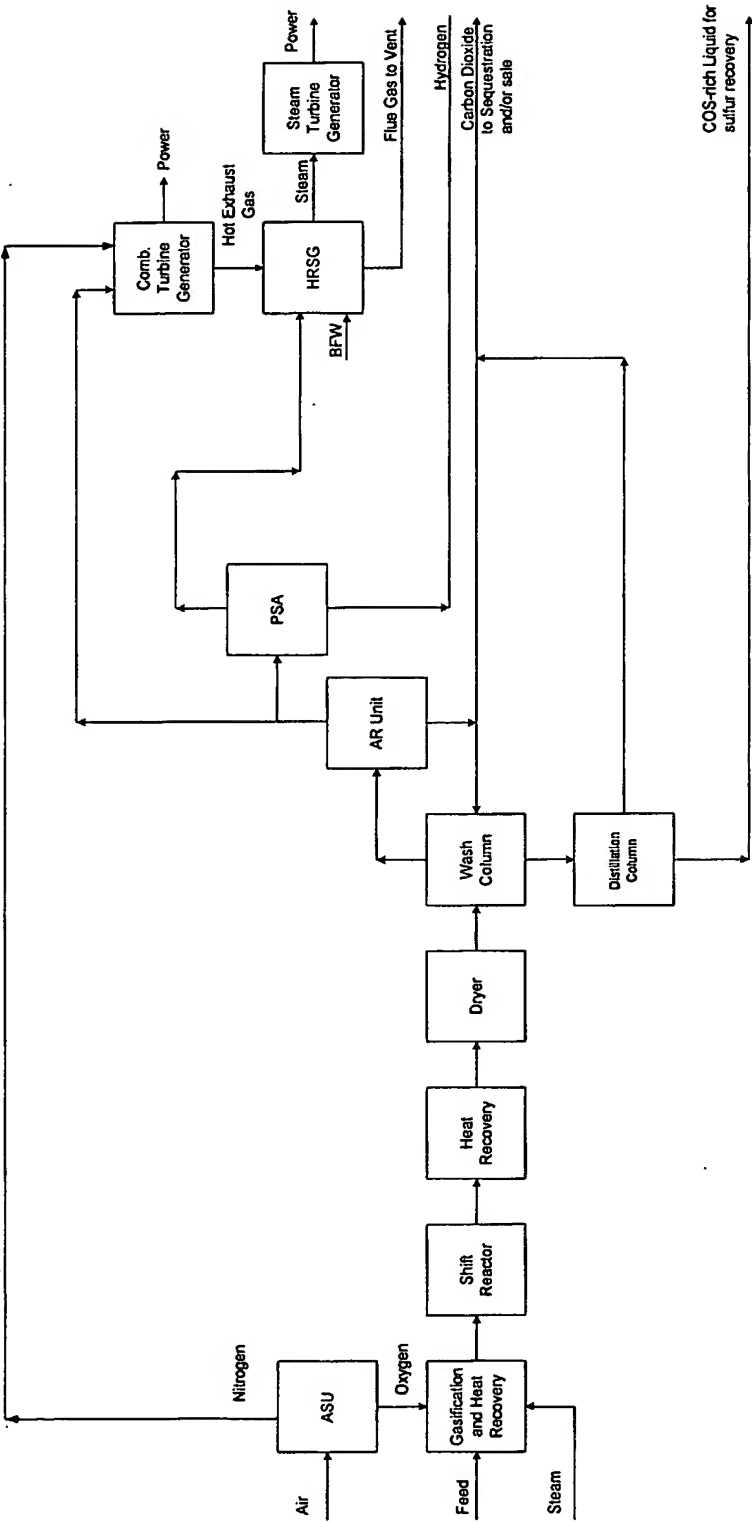 Air
Nitrogen
ASU
Oxygen
Feed
Steam
Gasification
and Heat
Recovery
Shift
Reactor
Heat
Recovery
Dryer
Wash
Column
Distillation
Column
AR Unit
PSA
Comb.
Turbine
Generator
Power
Hot Exhaust
Gas
BFW
HRSG
Steam
Steam
Turbine
Generator
Power
Flue Gas to Vent
Hydrogen
Carbon Dioxide
to Sequestration
and/or sale
COS-rich Liquid for
sulfur recovery